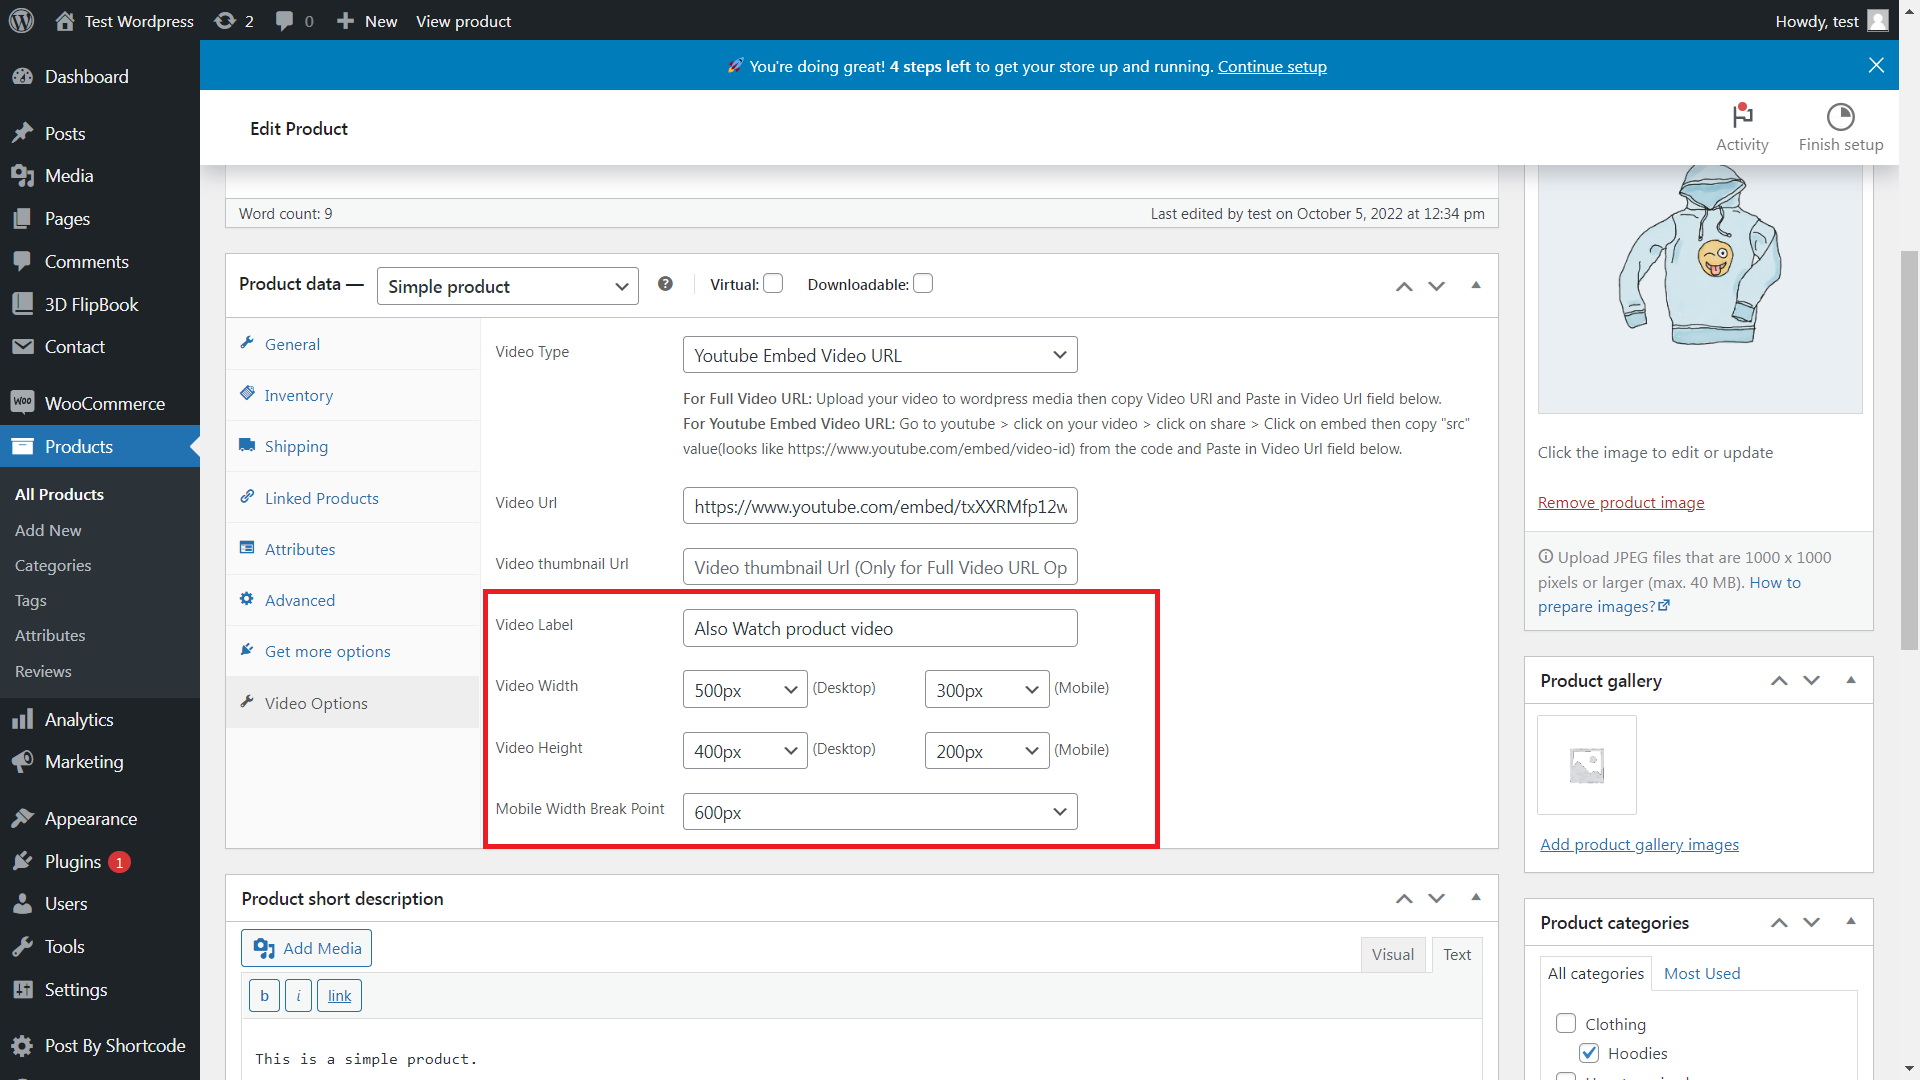 Test Wordpress 2 0 New View product Howdy, test
Dashboard
Posts
Media
Pages
Comments
3D FlipBook
Contact
WooCommerce
Products
All Products
Add New
Categories
Tags
Attributes
Reviews
Analytics
Marketing
Appearance
Plugins 1
Users
Tools
Settings
Post By Shortcode
You're doing great! 4 steps left to get your store up and running. Continue setup
Edit Product
Activity
Finish setup
Word count: 9
Last edited by test on October 5, 2022 at 12:34 pm
Product data — Simple product Virtual: Downloadable:
General
Inventory
Shipping
Linked Products
Attributes
Advanced
Get more options
Video Options
Video Type Youtube Embed Video URL
For Full Video URL: Upload your video to wordpress media then copy Video URl and Paste in Video Url field below.
For Youtube Embed Video URL: Go to youtube > click on your video > click on share > Click on embed then copy "src"
value(looks like https://www.youtube.com/embed/video-id) from the code and Paste in Video Url field below.
Video Url https://www.youtube.com/embed/txXXRMfp12w
Video thumbnail Url Video thumbnail Url (Only for Full Video URL Op
Video Label Also Watch product video
Video Width 500px (Desktop) 300px (Mobile)
Video Height 400px (Desktop) 200px (Mobile)
Mobile Width Break Point 600px
Product short description
Add Media
Visual Text
b i link
This is a simple product.
Click the image to edit or update
Remove product image
Upload JPEG files that are 1000 x 1000
pixels or larger (max. 40 MB). How to
prepare images?
Product gallery
Add product gallery images
Product categories
All categories Most Used
Clothing
Hoodies